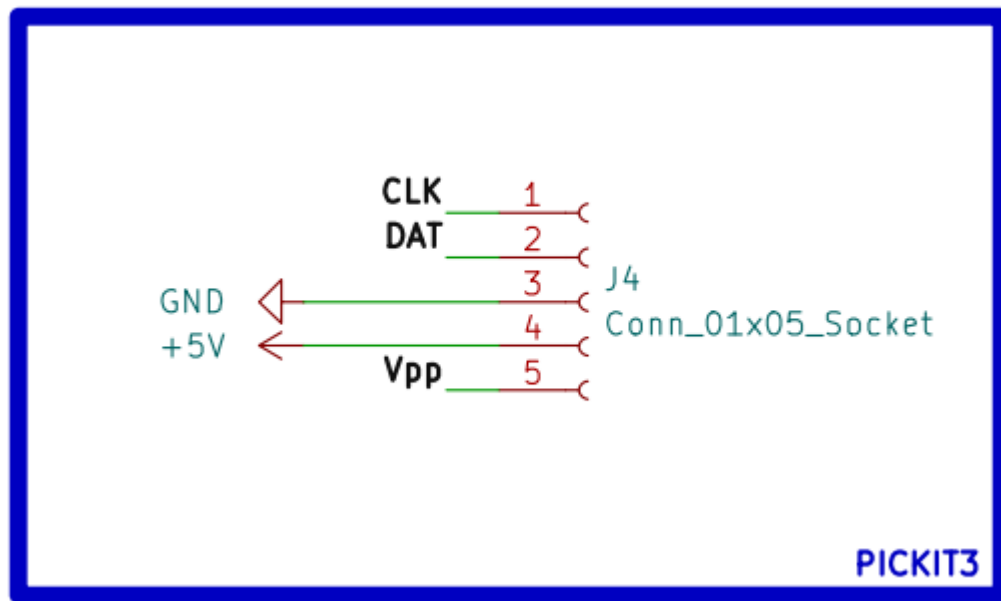 CLK 1
DAT 2
3 J4
GND
Conn_01x05_Socket
4
+5V
Vpp 5
PICKIT3